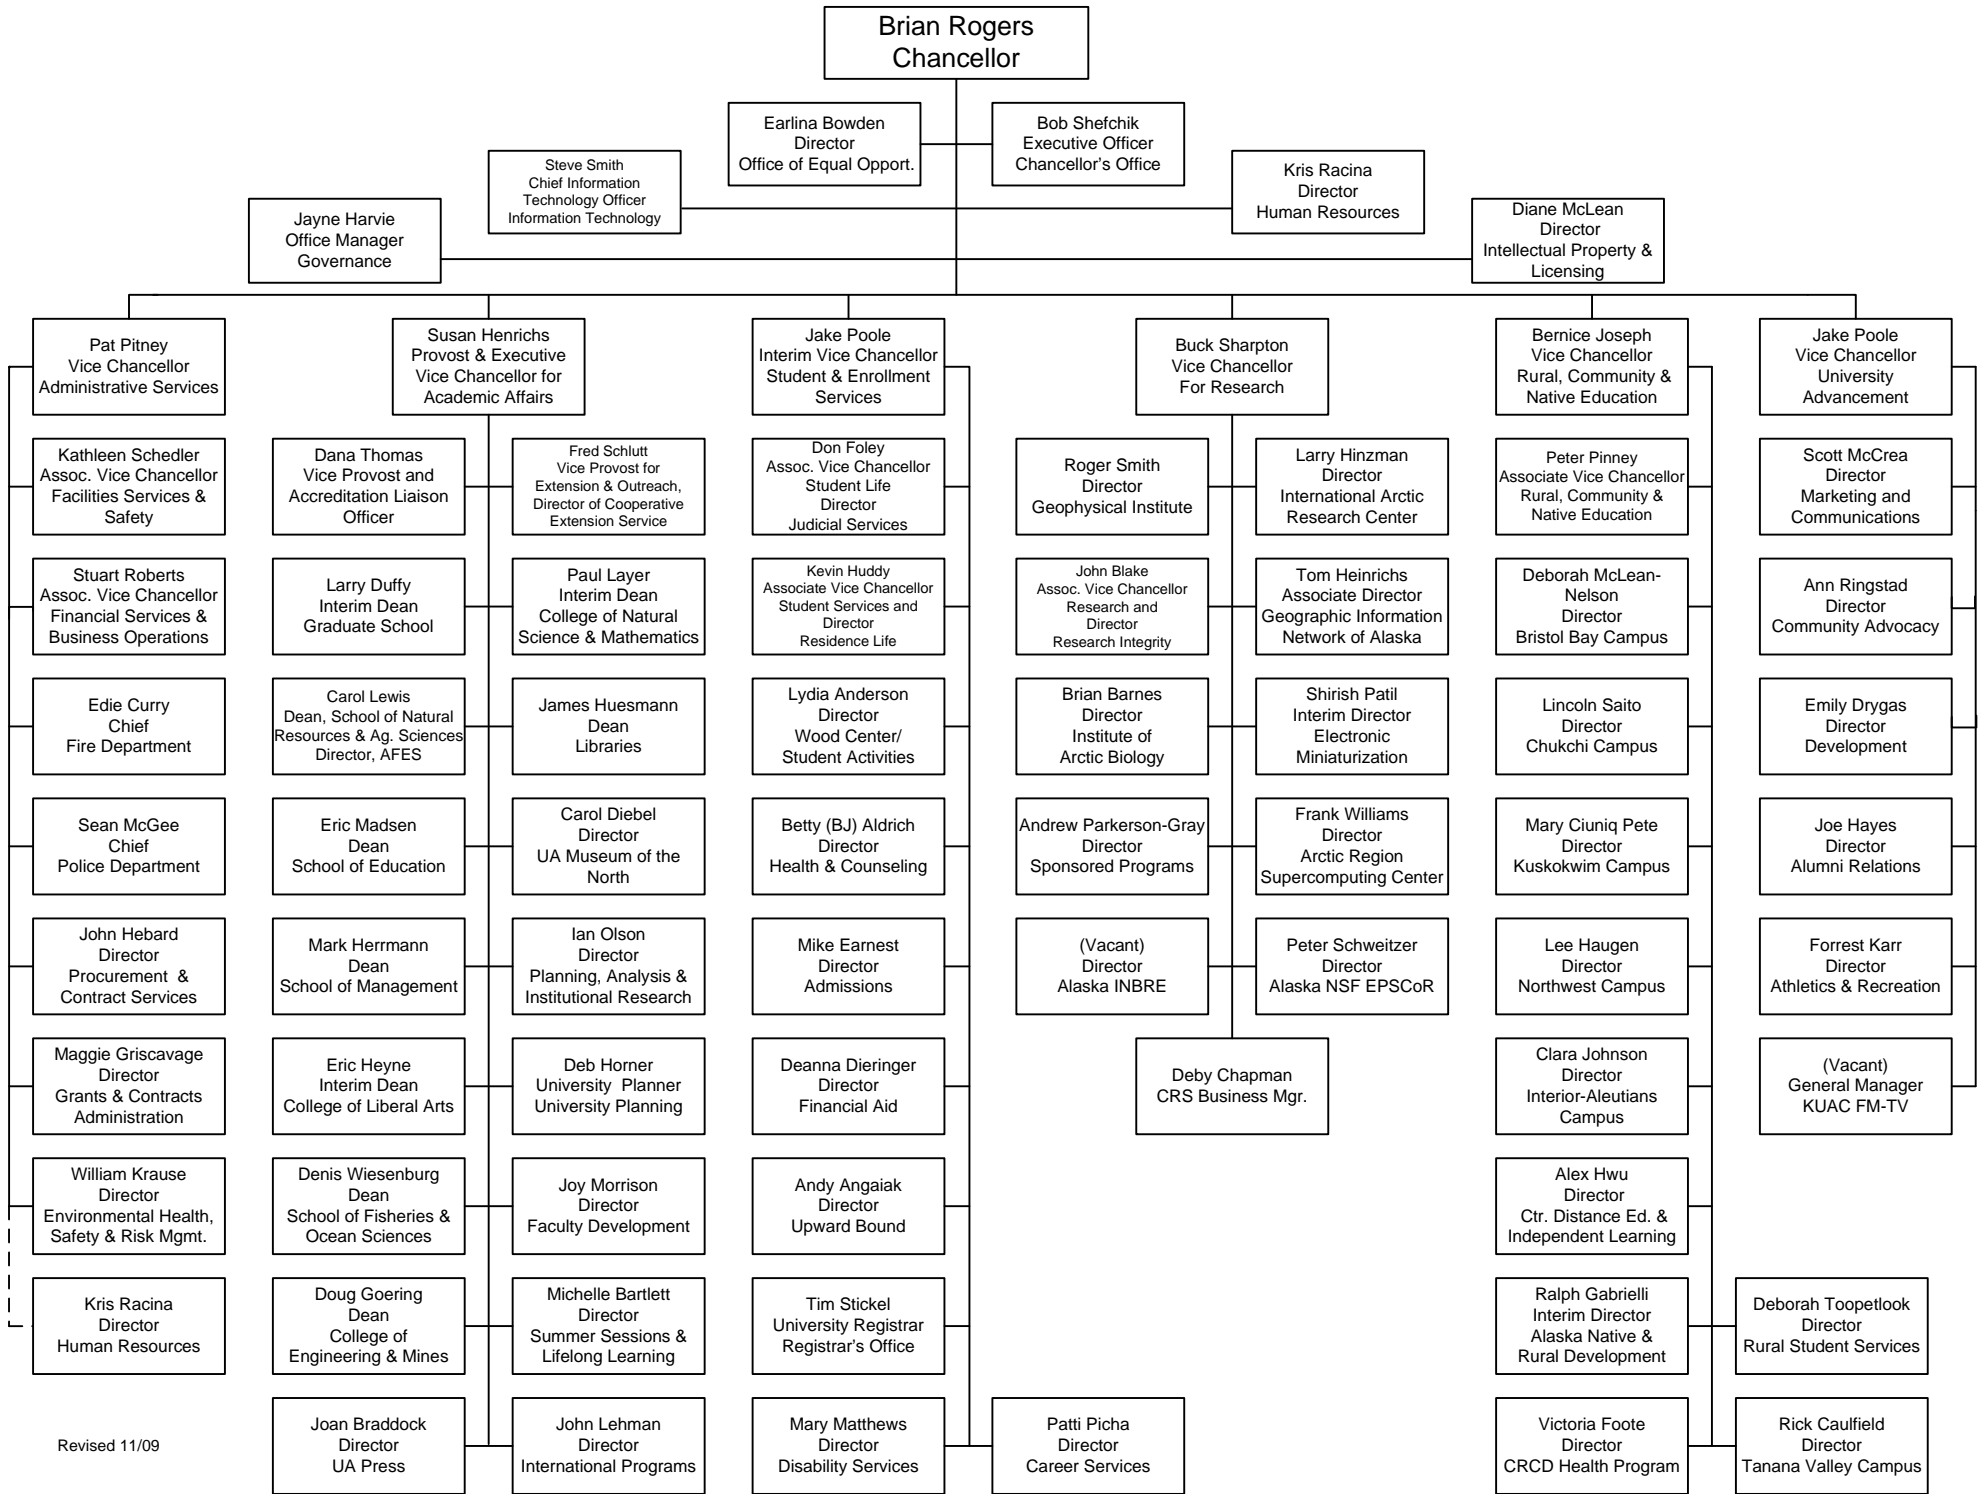 Brian Rogers
Chancellor
Earlina Bowden
Director
Office of Equal Opport.
Bob Shefchik
Executive Officer
Chancellor's Office
Steve Smith
Chief Information
Technology Officer
Information Technology
Kris Racina
Director
Human Resources
Jayne Harvie
Office Manager
Governance
Diane McLean
Director
Intellectual Property &
Licensing
Pat Pitney
Vice Chancellor
Administrative Services
Susan Henrichs
Provost & Executive
Vice Chancellor for
Academic Affairs
Jake Poole
Interim Vice Chancellor
Student & Enrollment
Services
Buck Sharpton
Vice Chancellor
For Research
Bernice Joseph
Vice Chancellor
Rural, Community &
Native Education
Jake Poole
Vice Chancellor
University
Advancement
Kathleen Schedler
Assoc. Vice Chancellor
Facilities Services &
Safety
Dana Thomas
Vice Provost and
Accreditation Liaison
Officer
Fred Schlutt
Vice Provost for
Extension & Outreach,
Director of Cooperative
Extension Service
Don Foley
Assoc. Vice Chancellor
Student Life
Director
Judicial Services
Roger Smith
Director
Geophysical Institute
Larry Hinzman
Director
International Arctic
Research Center
Peter Pinney
Associate Vice Chancellor
Rural, Community &
Native Education
Scott McCrea
Director
Marketing and
Communications
Stuart Roberts
Assoc. Vice Chancellor
Financial Services &
Business Operations
Larry Duffy
Interim Dean
Graduate School
Paul Layer
Interim Dean
College of Natural
Science & Mathematics
Kevin Huddy
Associate Vice Chancellor
Student Services and
Director
Residence Life
John Blake
Assoc. Vice Chancellor
Research and
Director
Research Integrity
Tom Heinrichs
Associate Director
Geographic Information
Network of Alaska
Deborah McLean-
Nelson
Director
Bristol Bay Campus
Ann Ringstad
Director
Community Advocacy
Edie Curry
Chief
Fire Department
Carol Lewis
Dean, School of Natural
Resources & Ag. Sciences
Director, AFES
James Huesmann
Dean
Libraries
Lydia Anderson
Director
Wood Center/
Student Activities
Brian Barnes
Director
Institute of
Arctic Biology
Shirish Patil
Interim Director
Electronic
Miniaturization
Lincoln Saito
Director
Chukchi Campus
Emily Drygas
Director
Development
Sean McGee
Chief
Police Department
Eric Madsen
Dean
School of Education
Carol Diebel
Director
UA Museum of the
North
Betty (BJ) Aldrich
Director
Health & Counseling
Andrew Parkerson-Gray
Director
Sponsored Programs
Frank Williams
Director
Arctic Region
Supercomputing Center
Mary Ciuniq Pete
Director
Kuskokwim Campus
Joe Hayes
Director
Alumni Relations
John Hebard
Director
Procurement &
Contract Services
Mark Herrmann
Dean
School of Management
Ian Olson
Director
Planning, Analysis &
Institutional Research
Mike Earnest
Director
Admissions
(Vacant)
Director
Alaska INBRE
Peter Schweitzer
Director
Alaska NSF EPSCoR
Lee Haugen
Director
Northwest Campus
Forrest Karr
Director
Athletics & Recreation
Maggie Griscavage
Director
Grants & Contracts
Administration
Eric Heyne
Interim Dean
College of Liberal Arts
Deb Horner
University Planner
University Planning
Deanna Dieringer
Director
Financial Aid
Deby Chapman
CRS Business Mgr.
Clara Johnson
Director
Interior-Aleutians
Campus
(Vacant)
General Manager
KUAC FM-TV
William Krause
Director
Environmental Health,
Safety & Risk Mgmt.
Denis Wiesenburg
Dean
School of Fisheries &
Ocean Sciences
Joy Morrison
Director
Faculty Development
Andy Angaiak
Director
Upward Bound
Alex Hwu
Director
Ctr. Distance Ed. &
Independent Learning
Kris Racina
Director
Human Resources
Doug Goering
Dean
College of
Engineering & Mines
Michelle Bartlett
Director
Summer Sessions &
Lifelong Learning
Tim Stickel
University Registrar
Registrar's Office
Ralph Gabrielli
Interim Director
Alaska Native &
Rural Development
Deborah Toopetlook
Director
Rural Student Services
Revised 11/09
Joan Braddock
Director
UA Press
John Lehman
Director
International Programs
Mary Matthews
Director
Disability Services
Patti Picha
Director
Career Services
Victoria Foote
Director
CRCD Health Program
Rick Caulfield
Director
Tanana Valley Campus